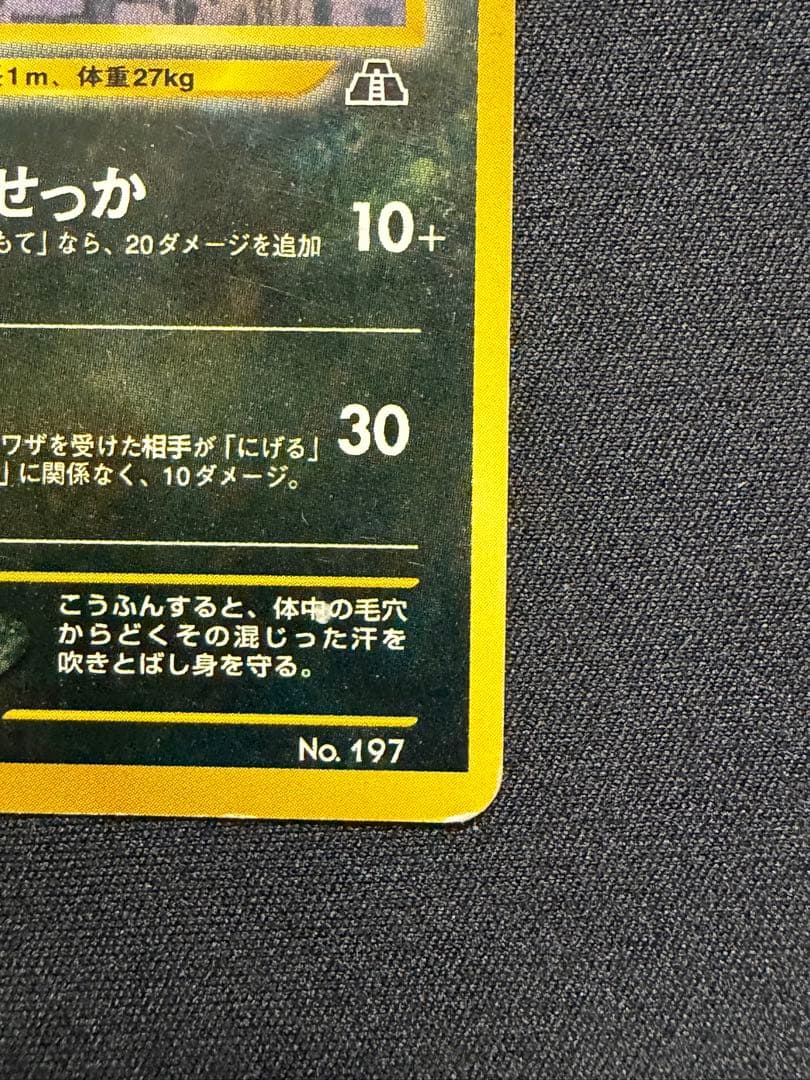 1m、体重27kg
せっか
もて」なら、20ダメージを追加
10+
ワザを受けた相手が「にげる」
」に関係なく、10ダメージ。
30
こうふんすると、体中の毛穴
からどくその混じった汗を
吹きとばし身を守る。
No. 197